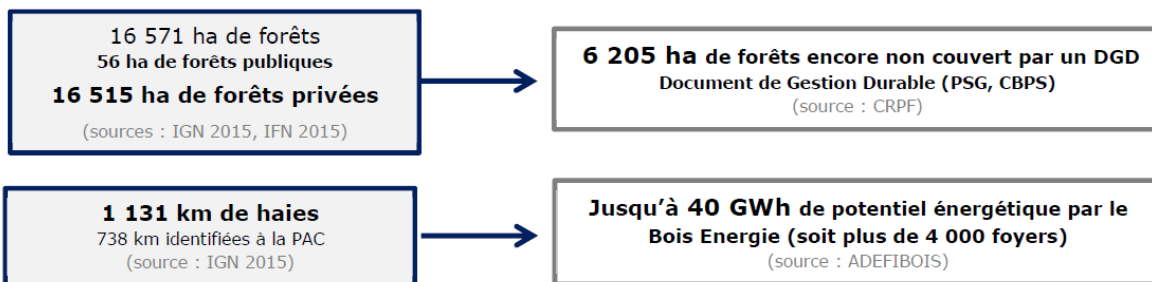 16 571 ha de forêts
56 ha de forêts publiques
16 515 ha de forêts privées
(sources : IGN 2015, IFN 2015)
6 205 ha de forêts encore non couvert par un DGD
Document de Gestion Durable (PSG, CBPS)
(source : CRPF)
1 131 km de haies
738 km identifiées à la PAC
(source : IGN 2015)
Jusqu'à 40 GWh de potentiel énergétique par le
Bois Energie (soit plus de 4 000 foyers)
(source : ADEFIBOIS)